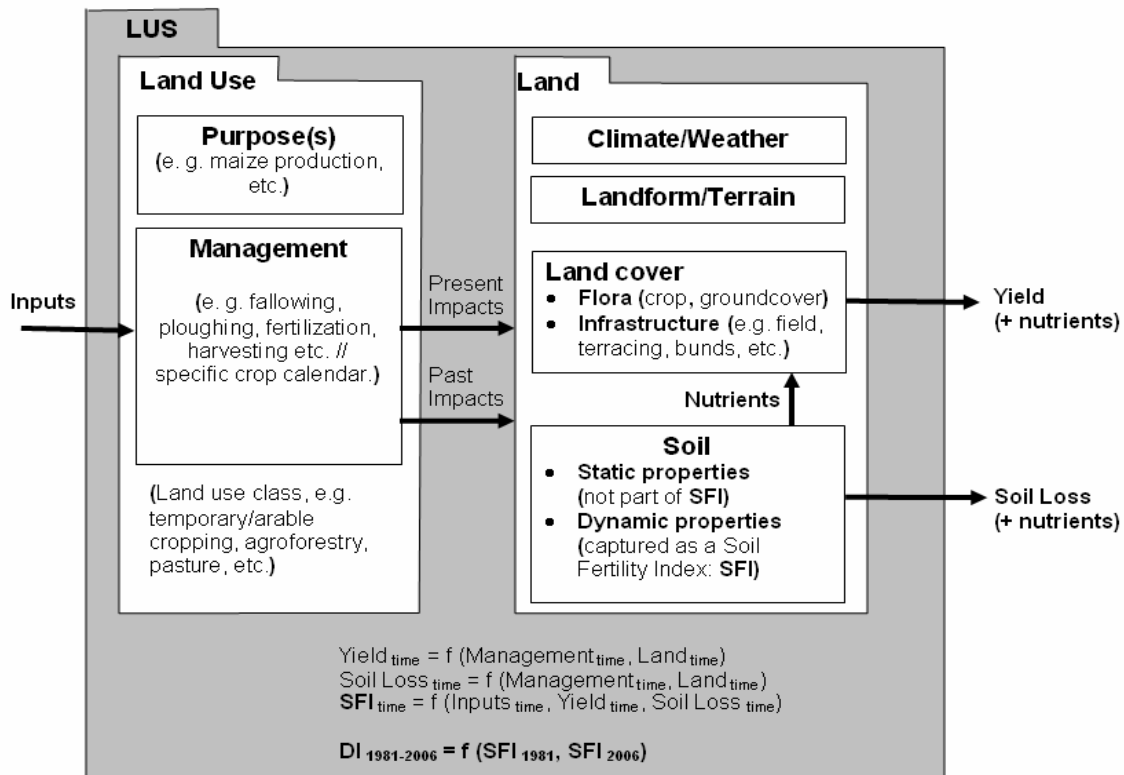 LUS
Land Use
Purpose(s)
(e. g. maize production,
etc.)
Management
(e. g. fallowing,
ploughing, fertilization,
harvesting etc. //
specific crop calendar.)
(Land use class, e.g.
temporary/arable
cropping, agroforestry,
pasture, etc.)
Inputs
Present
Impacts
Past
Impacts
Land
Climate/Weather
Landform/Terrain
Land cover
• Flora (crop, groundcover)
• Infrastructure (e.g. field,
terracing, bunds, etc.)
Nutrients
Soil
• Static properties
(not part of SFI)
• Dynamic properties
(captured as a Soil
Fertility Index: SFI)
Yield
(+ nutrients)
Soil Loss
(+ nutrients)
Yield time = f (Management time, Land time)
Soil Loss time = f (Management time, Land time)
SFI time = f (Inputs time, Yield time, Soil Loss time)
DI 1981-2006 = f (SFI 1981, SFI 2006)